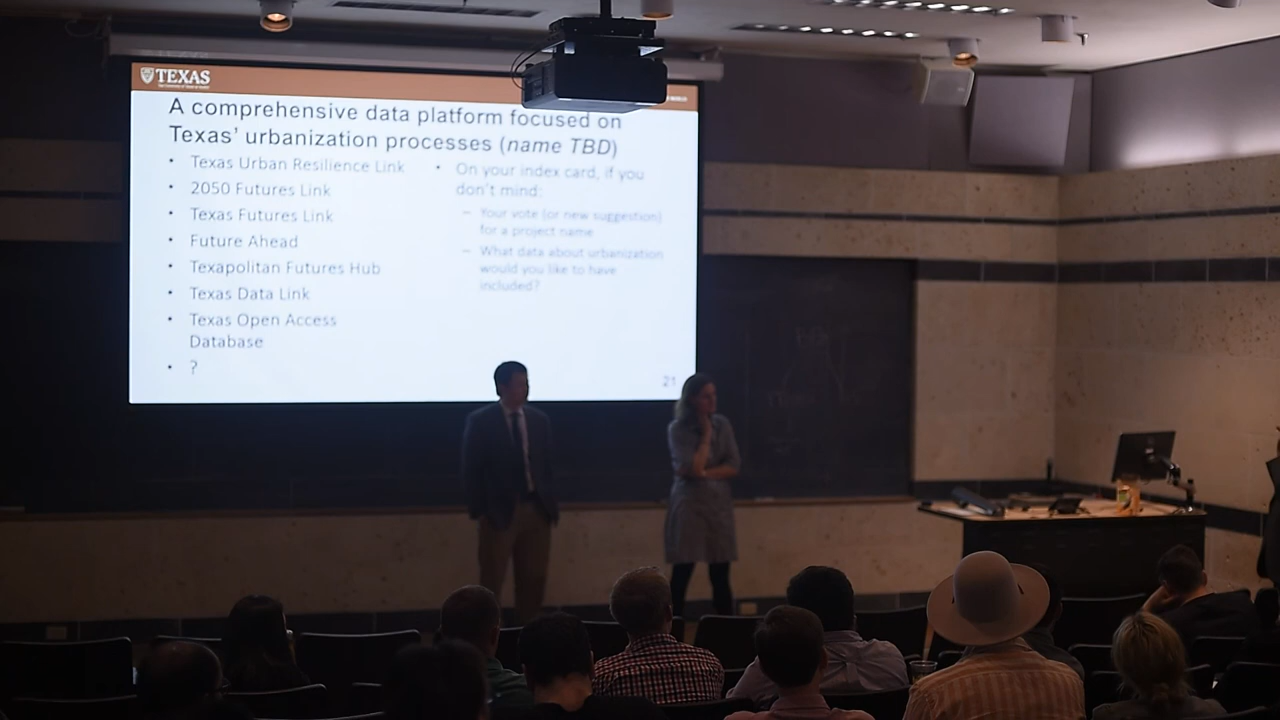 TEXAS
A comprehensive data platform focused on
Texas' urbanization processes (name TBD)
• Texas Urban Resilience Link
• 2050 Futures Link
• Texas Futures Link
• Future Ahead
• Texapolitan Futures Hub
• Texas Data Link
• Texas Open Access
Database
• ?
• On your index card, if you
don't mind:
– Your vote (or new suggestion)
for a project name
– What data about urbanization
would you like to have
included?
21